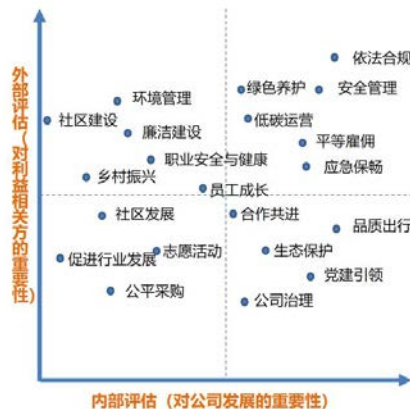 外部评估(对利益相关方的重要性)
依法合规
绿色养护
安全管理
环境管理
社区建设
低碳运营
廉洁建设
平等雇佣
职业安全与健康
应急保畅
乡村振兴
员工成长
社区发展
合作共进
品质出行
志愿活动
生态保护
促进行业发展
党建引领
公平采购
公司治理
内部评估(对公司发展的重要性)